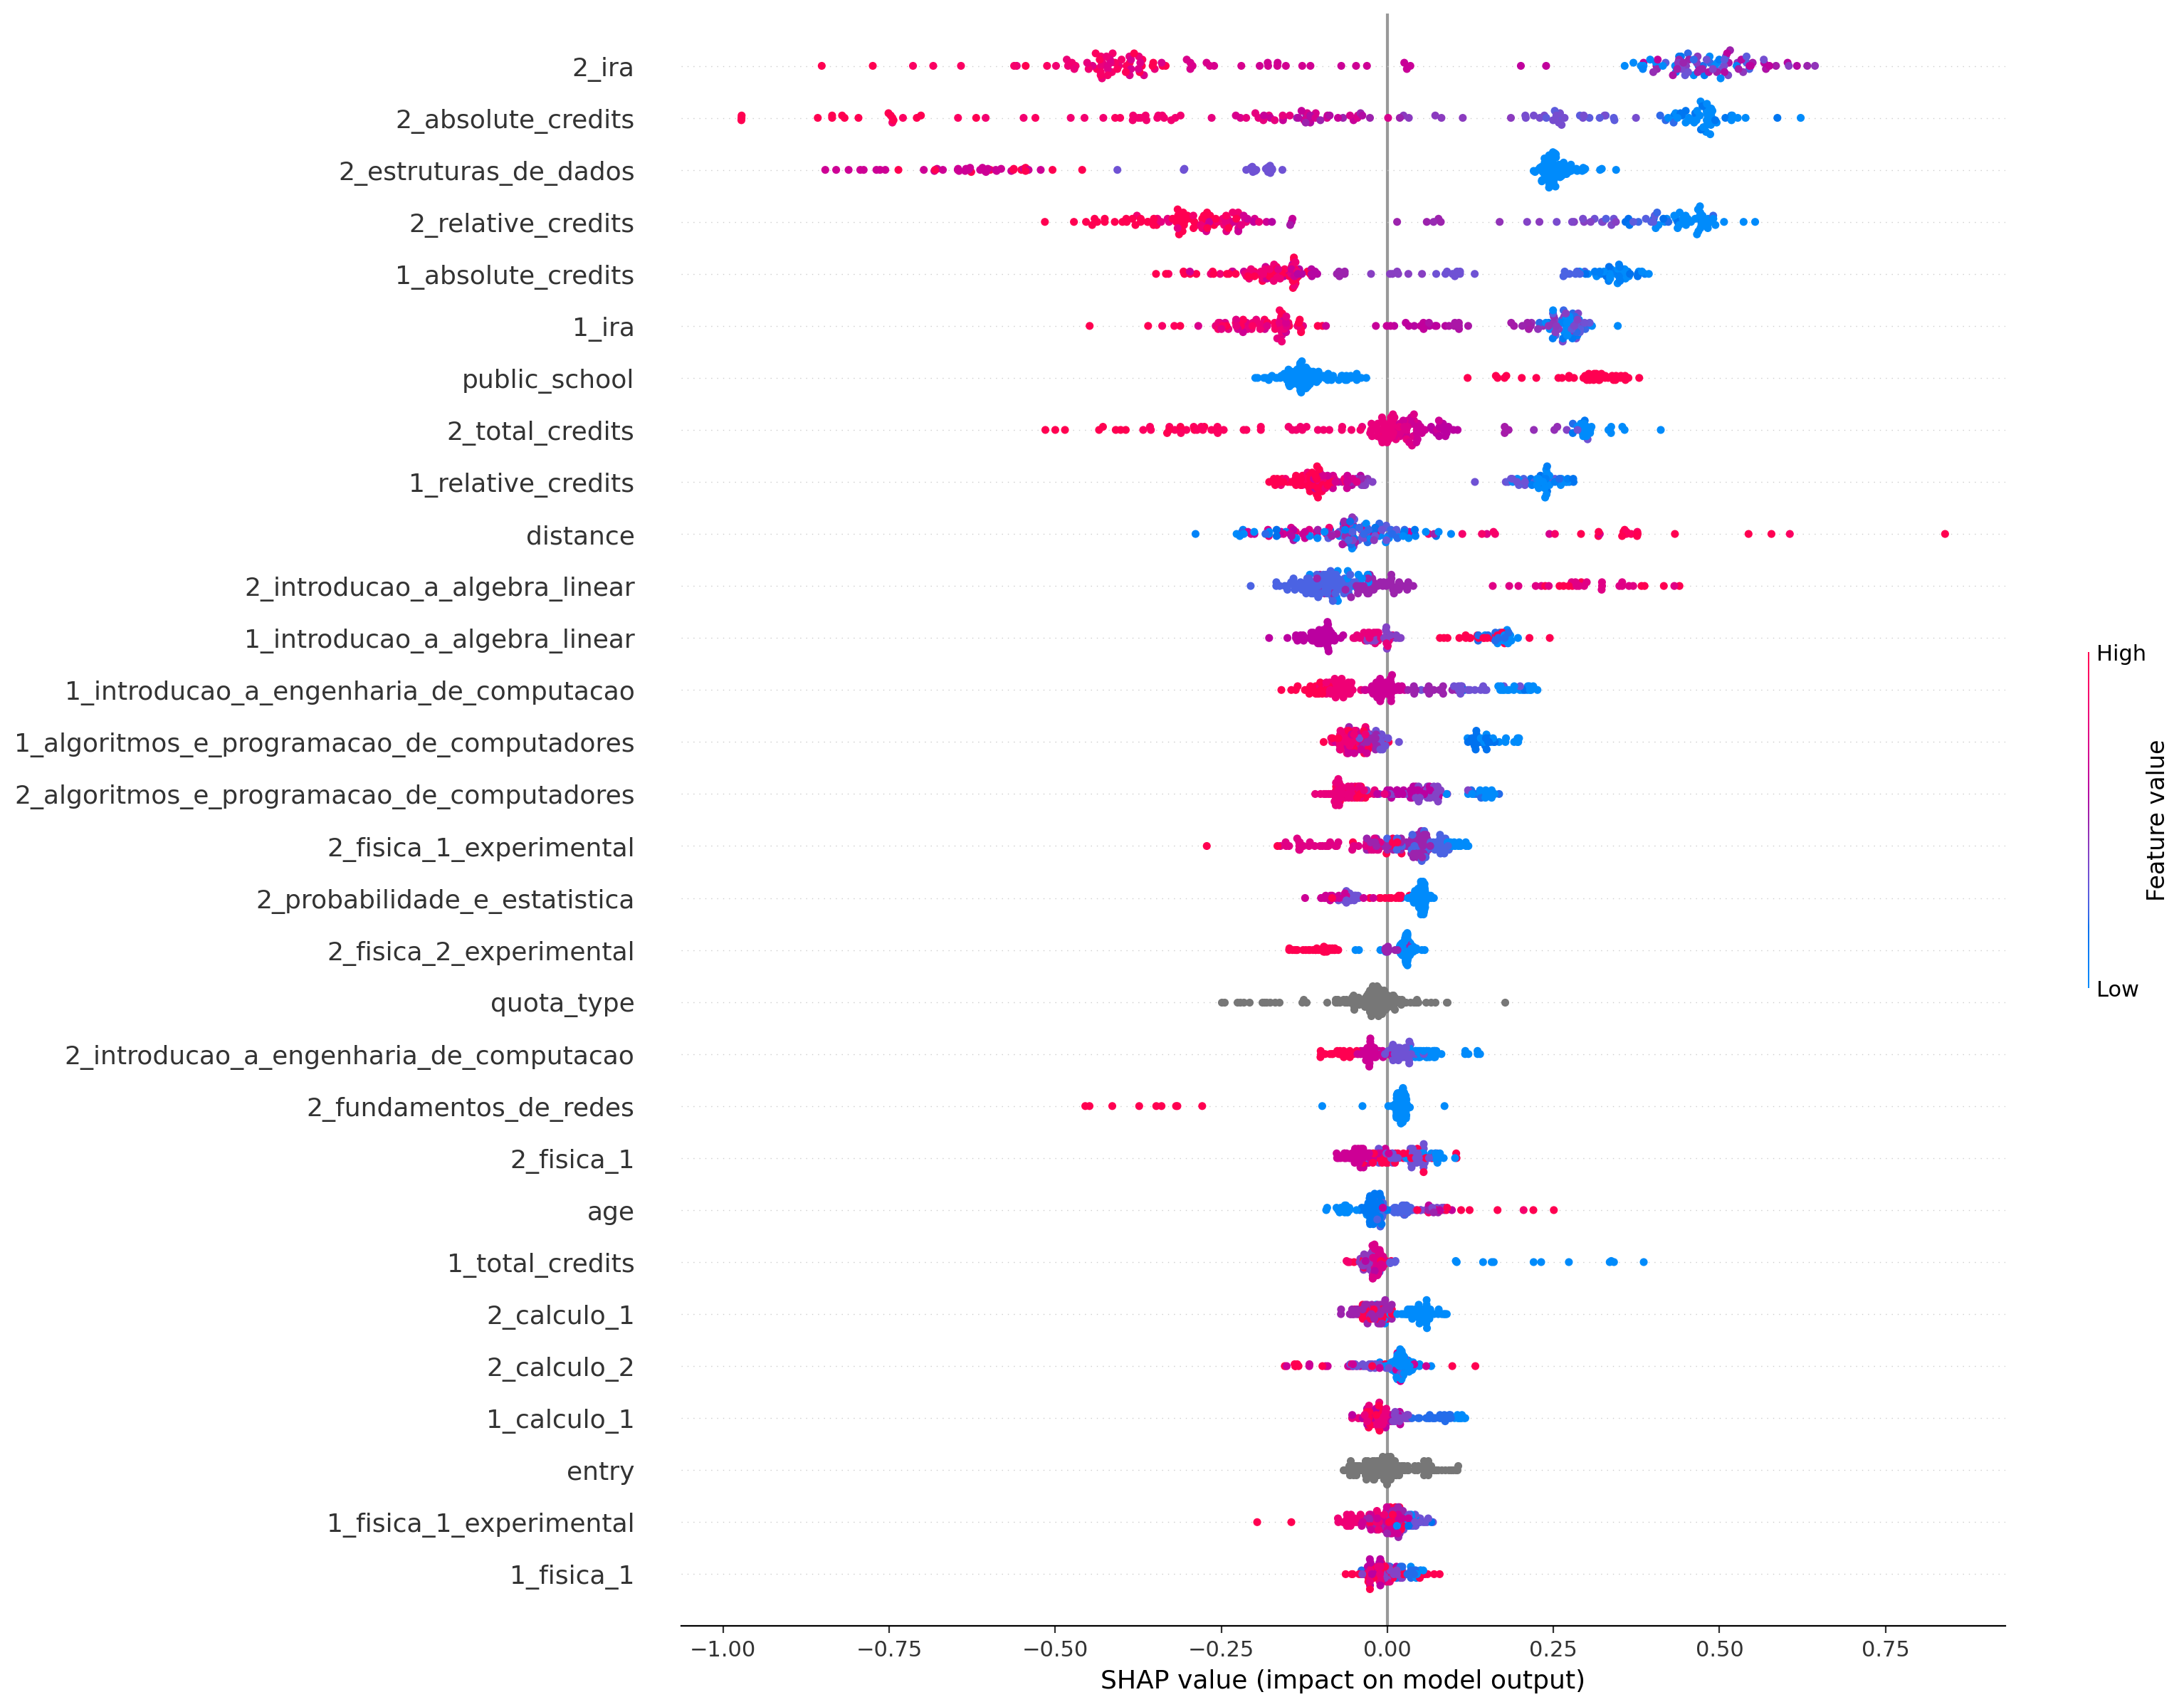 2_ira
2_absolute_credits
2_estruturas_de_dados
2_relative_credits
1_absolute_credits
1_ira
public_school
2_total_credits
1_relative_credits
distance
2_introducao_a_algebra_linear
1_introducao_a_algebra_linear
1_introducao_a_engenharia_de_computacao
1_algoritmos_e_programacao_de_computadores
2_algoritmos_e_programacao_de_computadores
2_fisica_1_experimental
2_probabilidade_e_estatistica
2_fisica_2_experimental
quota_type
2_introducao_a_engenharia_de_computacao
2_fundamentos_de_redes
2_fisica_1
age
1_total_credits
2_calculo_1
2_calculo_2
1_calculo_1
entry
1_fisica_1_experimental
1_fisica_1
−1.00 −0.75 −0.50 −0.25 0.00 0.25 0.50 0.75
SHAP value (impact on model output)
High
Feature value
Low